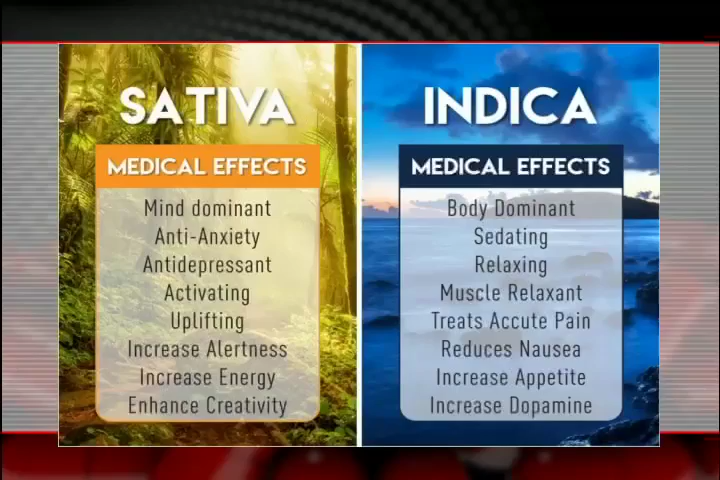 SATIVA
MEDICAL EFFECTS
Mind dominant
Anti-Anxiety
Antidepressant
Activating
Uplifting
Increase Alertness
Increase Energy
Enhance Creativity
INDICA
MEDICAL EFFECTS
Body Dominant
Sedating
Relaxing
Muscle Relaxant
Treats Accute Pain
Reduces Nausea
Increase Appetite
Increase Dopamine